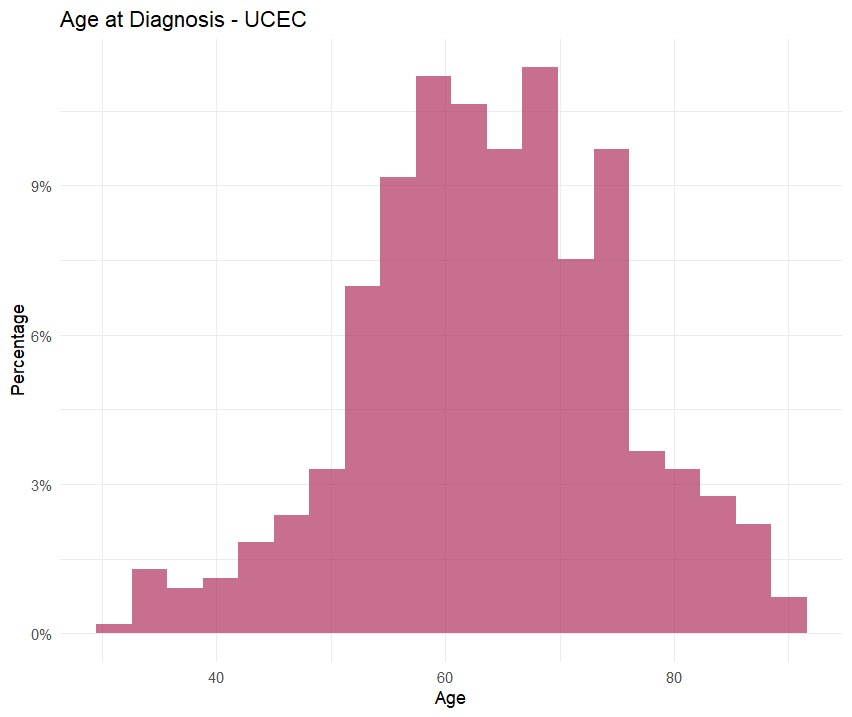 Age at Diagnosis - UCEC
Percentage
9%
6%
3%
0%
40 60 80
Age